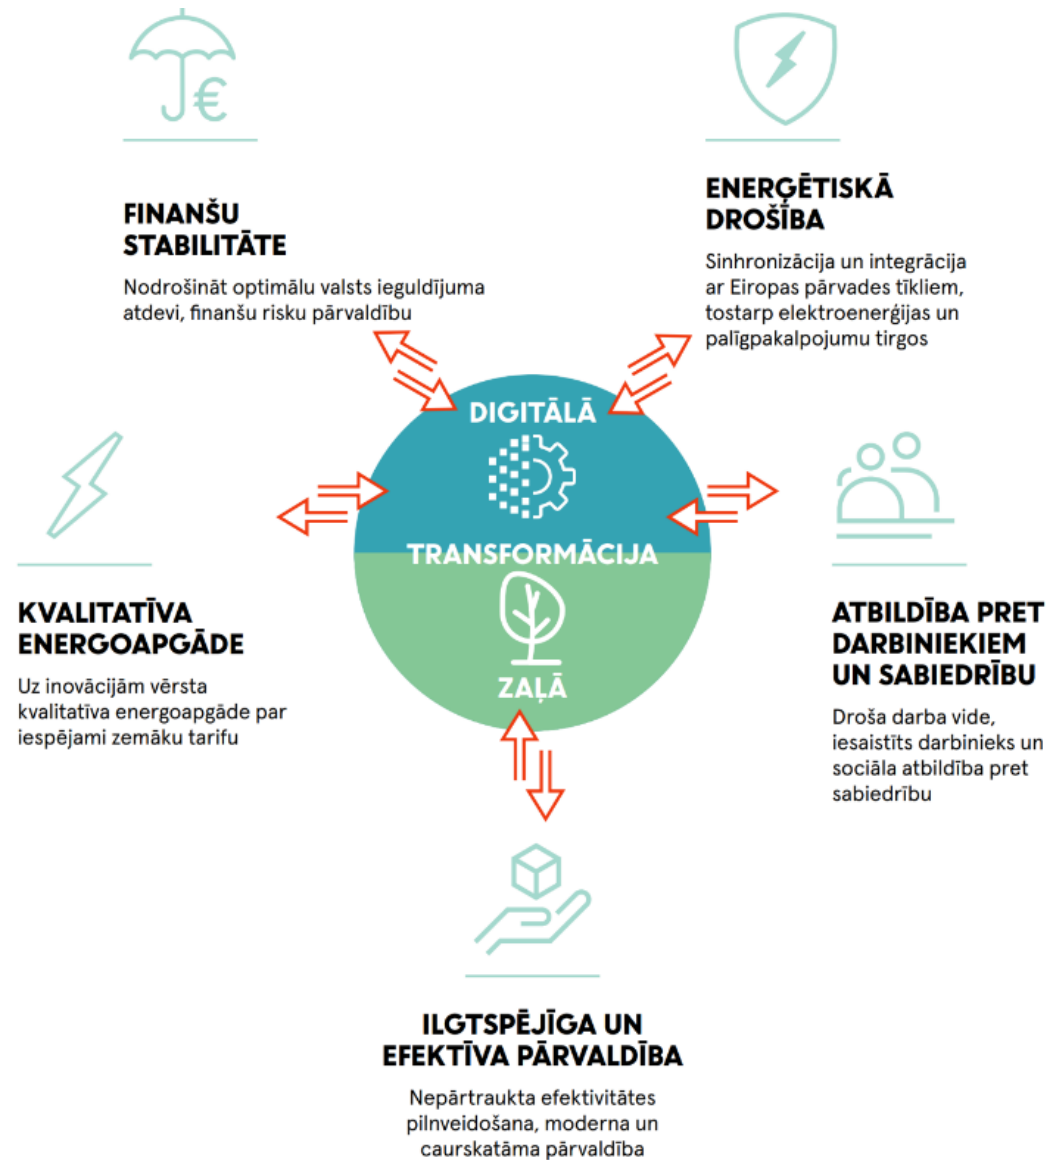 €
FINANŠU
STABILITĀTE
Nodrošināt optimālu valsts ieguldījuma
atdevi, finanšu risku pārvaldību
ENERĢĒTISKĀ
DROŠĪBA
Sinhronizācija un integrācija
ar Eiropas pārvades tīkliem,
tostarp elektroenerģijas un
palīgpakalpojumu tirgos
DIGITĀLĀ
TRANSFORMĀCIJA
ZAĻĀ
KVALITATĪVA
ENERGOAPGĀDE
Uz inovācijām vērsta
kvalitatīva energoapgāde par
iespējami zemāku tarifu
ATBILDĪBA PRET
DARBINIEKIEM
UN SABIEDRĪBU
Droša darba vide,
iesaistīts darbinieks un
sociāla atbildība pret
sabiedrību
ILGTSPĒJĪGA UN
EFEKTĪVA PĀRVALDĪBA
Nepārtraukta efektivitātes
pilnveidošana, moderna un
caurskatāma pārvaldība